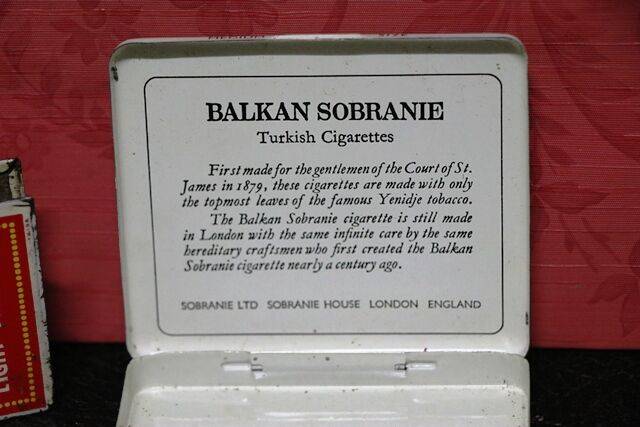 BALKAN SOBRANIE
Turkish Cigarettes
First made for the gentlemen of the Court of St.
James in 1879, these cigarettes are made with only
the topmost leaves of the famous Yenidje tobacco.
The Balkan Sobranie cigarette is still made
in London with the same infinite care by the same
hereditary craftsmen who first created the Balkan
Sobranie cigarette nearly a century ago.
SOBRANIE LTD SOBRANIE HOUSE LONDON ENGLAND